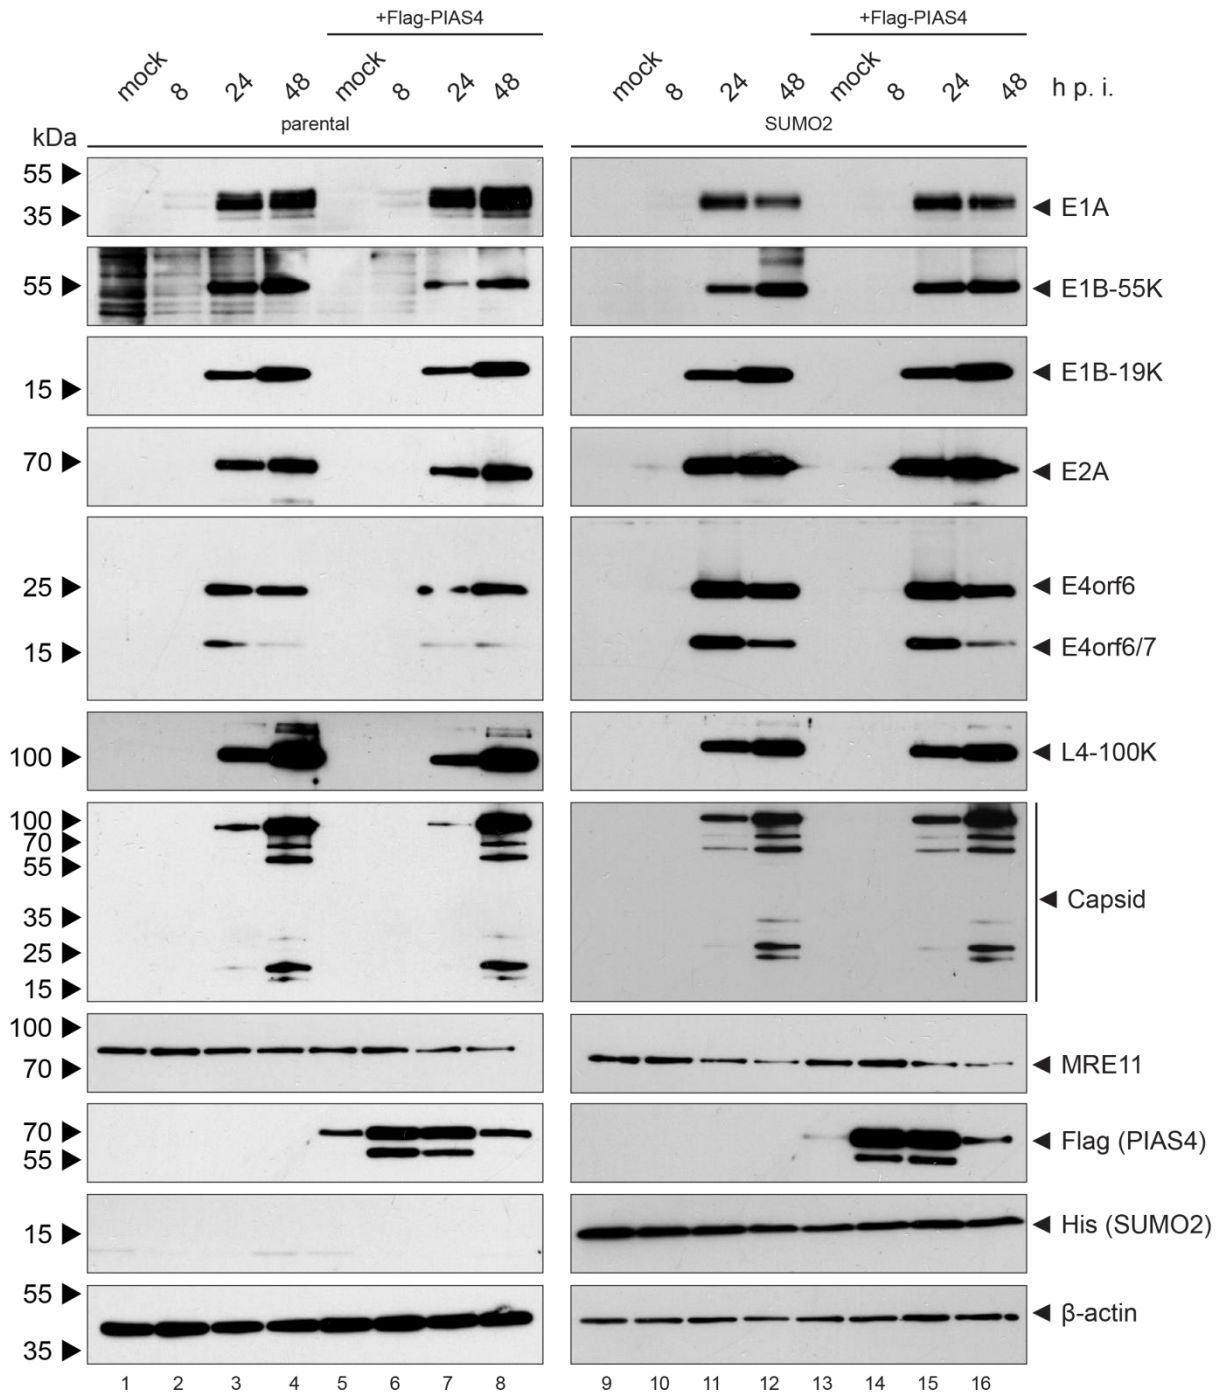 +Flag-PIAS4 +Flag-PIAS4
mock 8 24 48 mock 8 24 48 mock 8 24 48 mock 8 24 48 h p. i.
kDa parental SUMO2
55 ▶
35 ▶ ◀ E1A
55 ▶ ◀ E1B-55K
15 ▶ ◀ E1B-19K
70 ▶ ◀ E2A
25 ▶ ◀ E4orf6
15 ▶ ◀ E4orf6/7
100 ▶ ◀ L4-100K
100 ▶
70 ▶
55 ▶
35 ▶ ◀ Capsid
25 ▶
15 ▶
100 ▶
70 ▶ ◀ MRE11
70 ▶ ◀ Flag (PIAS4)
55 ▶
15 ▶ ◀ His (SUMO2)
55 ▶ ◀ β-actin
35 ▶
1 2 3 4 5 6 7 8 9 10 11 12 13 14 15 16